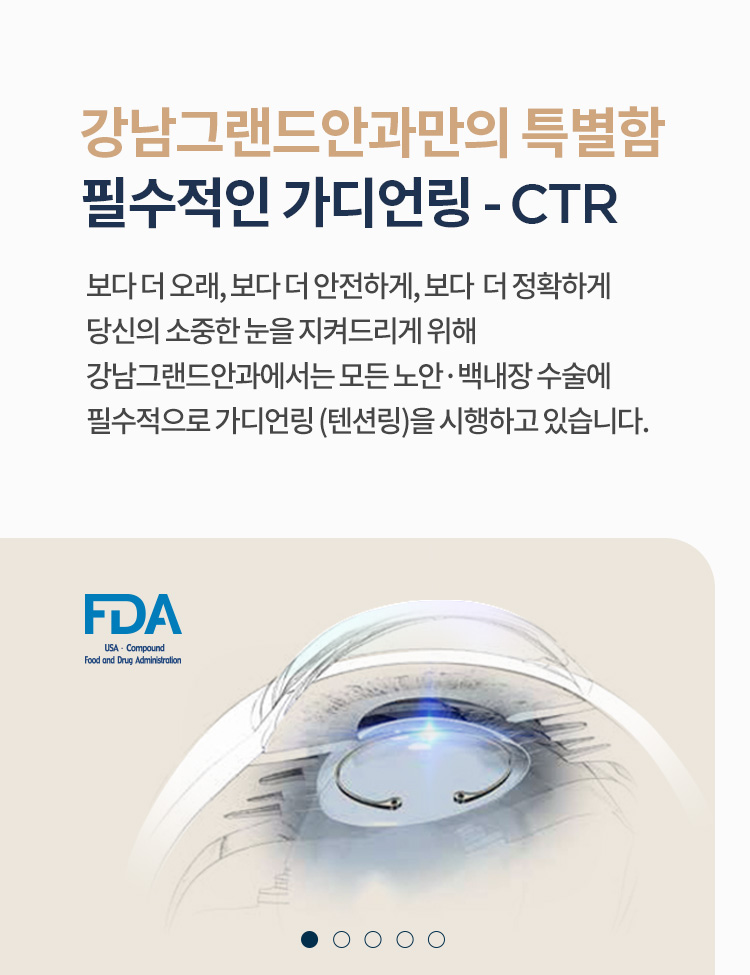 강남그랜드안과만의 특별함
필수적인 가디언링 - CTR
보다 더 오래, 보다 더 안전하게, 보다 더 정확하게
당신의 소중한 눈을 지켜드리게 위해
강남그랜드안과에서는 모든 노안·백내장 수술에
필수적으로 가디언링 (텐션링)을 시행하고 있습니다.
FDA
USA · Compound
Food and Drug Administration